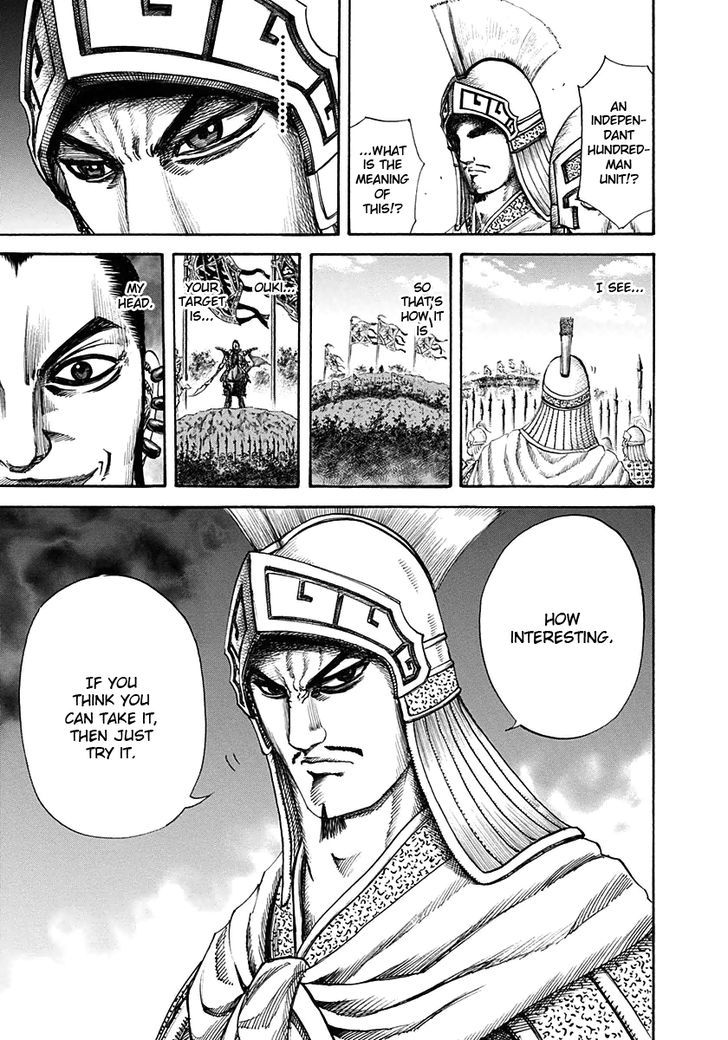 AN
INDEPEN-
DANT
HUNDRED-
MAN
UNIT!?
...WHAT
IS THE
MEANING
OF
THIS!?
I SEE...
SO
THAT'S
HOW IT
IS
OUKI...
YOUR
TARGET
IS...
MY
HEAD.
HOW
INTERESTING.
IF YOU
THINK YOU
CAN TAKE IT,
THEN JUST
TRY IT.